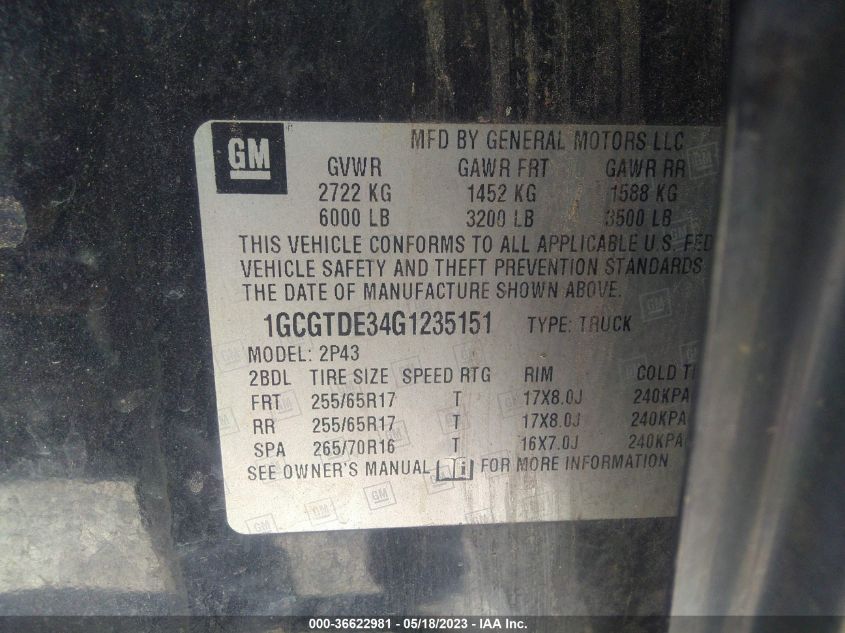 GM
MFD BY GENERAL MOTORS LLC
GVWR GAWR FRT GAWR RR
2722 KG 1452 KG 1588 KG
6000 LB 3200 LB 3500 LB
THIS VEHICLE CONFORMS TO ALL APPLICABLE U.S. FED
VEHICLE SAFETY AND THEFT PREVENTION STANDARDS
THE DATE OF MANUFACTURE SHOWN ABOVE.
1GCGTDE34G1235151 TYPE: TRUCK
MODEL: 2P43
2BDL TIRE SIZE SPEED RTG RIM COLD TI
FRT 255/65R17 T 17X8.0J 240KPA
RR 255/65R17 T 17X8.0J 240KPA
SPA 265/70R16 T 16X7.0J 240KPA
SEE OWNER'S MANUAL i FOR MORE INFORMATION
000-36622981 - 05/18/2023 - IAA Inc.